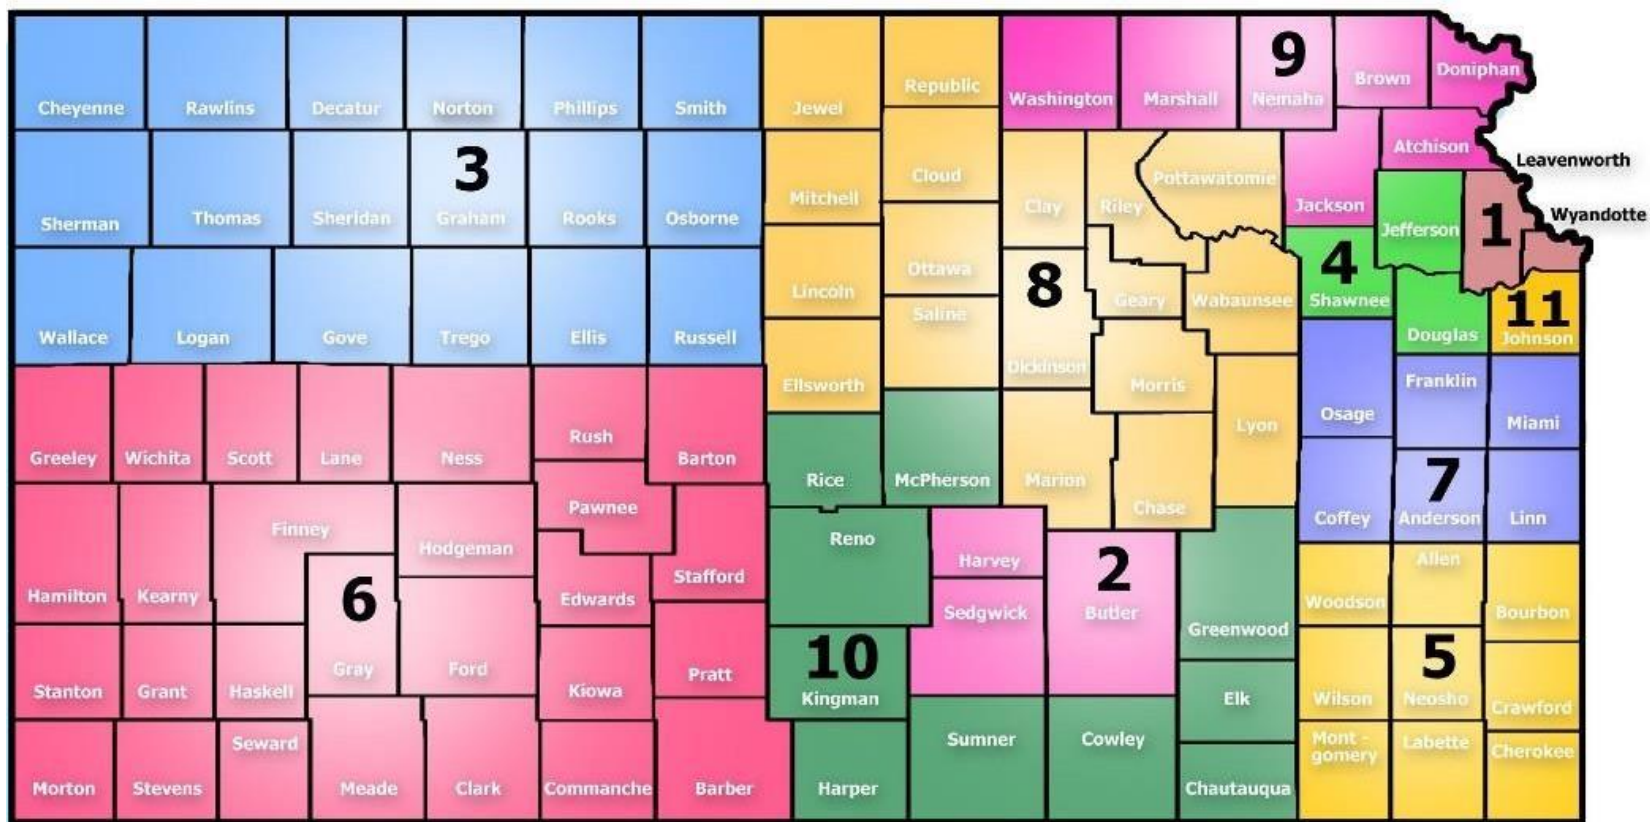 Cheyenne Rawlins Decatur Norton Phillips Smith Jewel Republic Washington Marshall 9 Nemaha Brown Doniphan
Sherman Thomas Sheridan 3 Graham Rooks Osborne Mitchell Cloud Clay Riley Pottawatomie Jackson Atchison Leavenworth
Jefferson 1 Wyandotte
Wallace Logan Gove Trego Ellis Russell Lincoln Ottawa 8 Geary Wabaunsee 4 Shawnee
Saline Dickinson Douglas 11 Johnson
Ellsworth Morris Franklin
Greeley Wichita Scott Lane Ness Rush Barton Rice McPherson Marion Chase Lyon Osage Miami
Pawnee
Finney Hodgeman Reno Harvey Coffey 7 Anderson Linn
Hamilton Kearny 6 Edwards Stafford Sedgwick 2 Butler Greenwood Woodson Allen Bourbon
Stanton Grant Haskell Gray Ford Kiowa Pratt 10 Kingman Elk Wilson 5 Neosho Crawford
Morton Stevens Seward Meade Clark Commanche Barber Harper Sumner Cowley Chautauqua Mont -
gomery Labette Cherokee